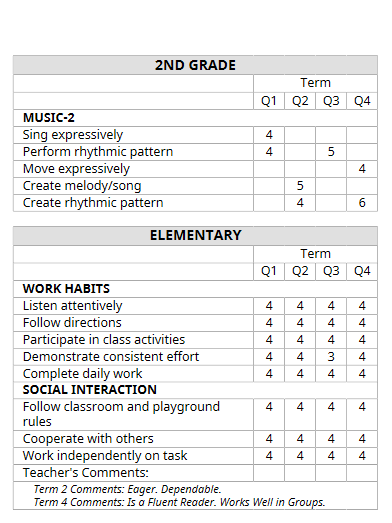 2ND GRADE
Term
Q1 Q2 Q3 Q4
MUSIC-2
Sing expressively 4
Perform rhythmic pattern 4 5
Move expressively 4
Create melody/song 5
Create rhythmic pattern 4 6
ELEMENTARY
Term
Q1 Q2 Q3 Q4
WORK HABITS
Listen attentively 4 4 4 4
Follow directions 4 4 4 4
Participate in class activities 4 4 4 4
Demonstrate consistent effort 4 4 3 4
Complete daily work 4 4 4 4
SOCIAL INTERACTION
Follow classroom and playground 4 4 4 4
rules
Cooperate with others 4 4 4 4
Work independently on task 4 4 4 4
Teacher's Comments:
Term 2 Comments: Eager. Dependable.
Term 4 Comments: Is a Fluent Reader. Works Well in Groups.